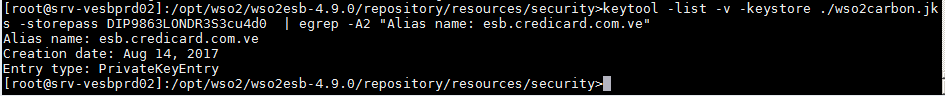 [root@srv-vesbprd02]:/opt/wso2/wso2esb-4.9.0/repository/resources/security>keytool -list -v -keystore ./wso2carbon.jk
s -storepass DIP9863LONDR3S3cu4d0  | egrep -A2 "Alias name: esb.credicard.com.ve"
Alias name: esb.credicard.com.ve
Creation date: Aug 14, 2017
Entry type: PrivateKeyEntry
[root@srv-vesbprd02]:/opt/wso2/wso2esb-4.9.0/repository/resources/security>